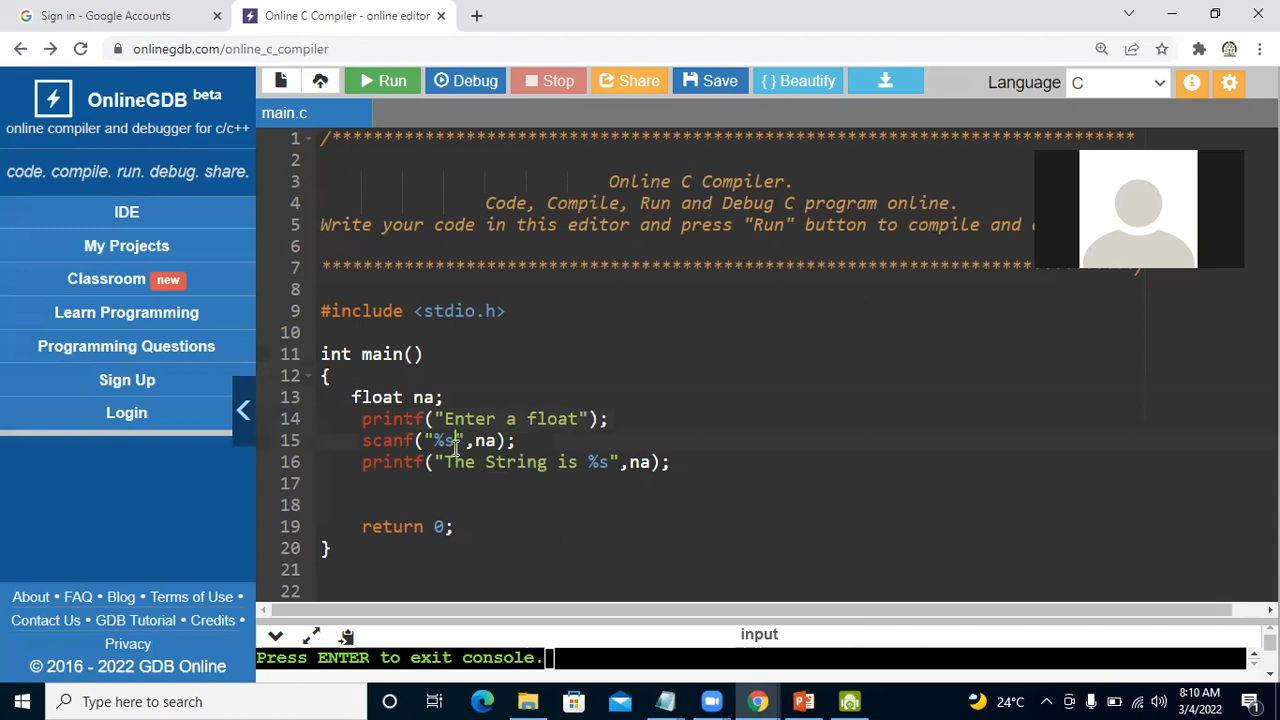 Sign in - Google Accounts
Online C Compiler - online editor
onlinegdb.com/online_c_compiler
OnlineGDB beta
online compiler and debugger for c/c++
code. compile. run. debug. share.
IDE
My Projects
Classroom new
Learn Programming
Programming Questions
Sign Up
Login
About • FAQ • Blog • Terms of Use •
Contact Us • GDB Tutorial • Credits •
Privacy
© 2016 - 2022 GDB Online
Run Debug Stop Share Save { } Beautify Language C
main.c
1 /******************************************************************************
2
3 Online C Compiler.
4 Code, Compile, Run and Debug C program online.
5 Write your code in this editor and press "Run" button to compile and
6
7 *******************************************************************************/
8
9 #include <stdio.h>
10
11 int main()
12 {
13 float na;
14 printf("Enter a float");
15 scanf("%s",na);
16 printf("The String is %s",na);
17
18
19 return 0;
20 }
21
22
input
Press ENTER to exit console.
Type here to search
24°C
8:10 AM
3/4/2022
1